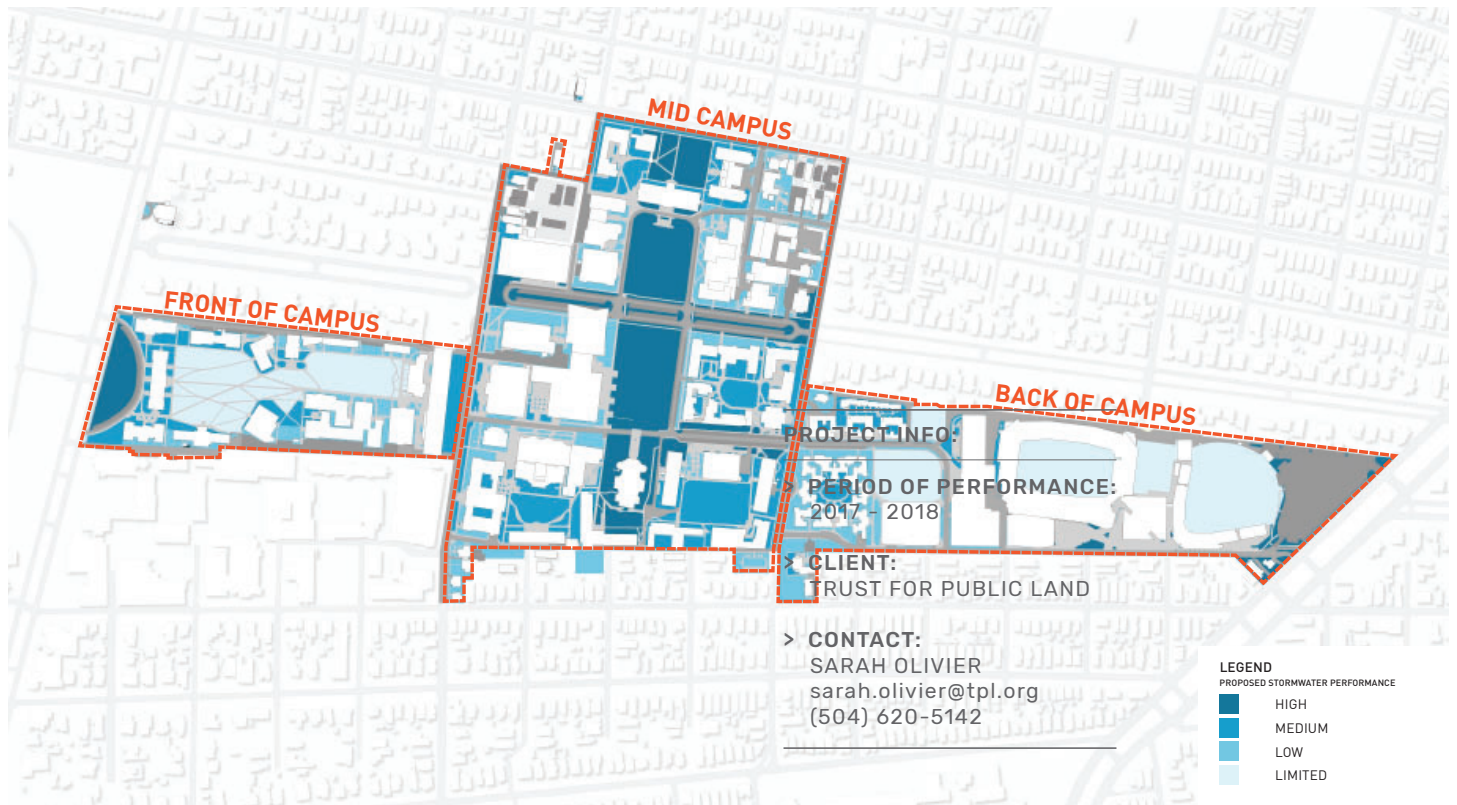 MID CAMPUS
FRONT OF CAMPUS
BACK OF CAMPUS
PROJECT INFO:
> PERIOD OF PERFORMANCE:
2017 - 2018
> CLIENT:
TRUST FOR PUBLIC LAND
> CONTACT:
SARAH OLIVIER
sarah.olivier@tpl.org
(504) 620-5142
LEGEND
PROPOSED STORMWATER PERFORMANCE
HIGH
MEDIUM
LOW
LIMITED